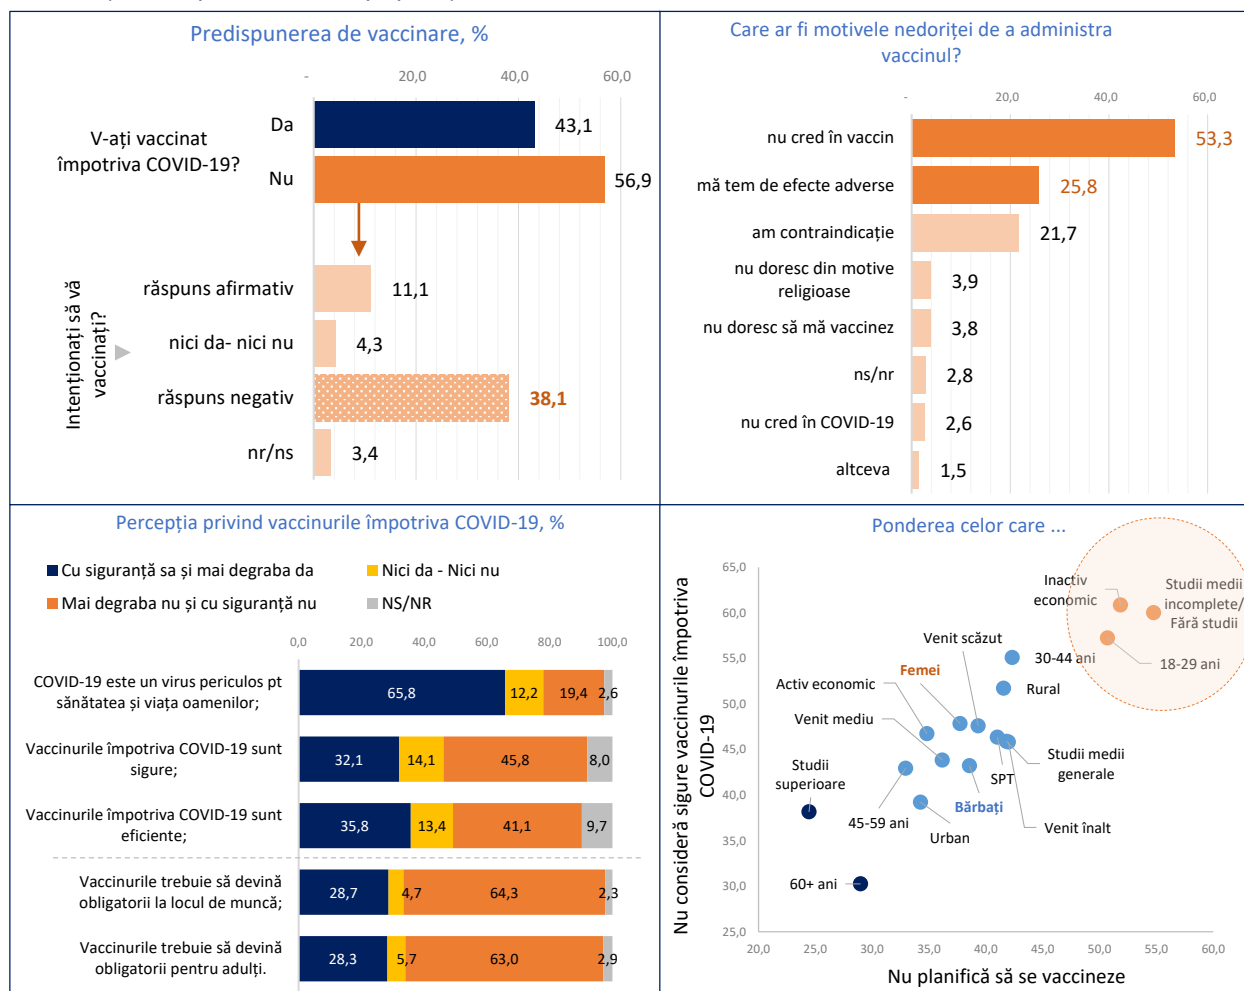 Predispunerea de vaccinare, %
-
20,0
40,0
60,0
V-ați vaccinat
împotriva COVID-19?
Da
43,1
Nu
56,9
Intenționați să vă
vaccinați?
răspuns afirmativ
11,1
nici da- nici nu
4,3
răspuns negativ
38,1
nr/ns
3,4
Care ar fi motivele nedoriței de a administra
vaccinul?
-
20,0
40,0
60,0
nu cred în vaccin
53,3
mă tem de efecte adverse
25,8
am contraindicație
21,7
nu doresc din motive
religioase
3,9
nu doresc să mă vaccinez
3,8
ns/nr
2,8
nu cred în COVID-19
2,6
altceva
1,5
Percepția privind vaccinurile împotriva COVID-19, %
Cu siguranță sa și mai degraba da
Nici da - Nici nu
Mai degraba nu și cu siguranță nu
NS/NR
0,0
20,0
40,0
60,0
80,0
100,0
COVID-19 este un virus periculos pt
sănătatea și viața oamenilor;
65,8
12,2
19,4
2,6
Vaccinurile împotriva COVID-19 sunt
sigure;
32,1
14,1
45,8
8,0
Vaccinurile împotriva COVID-19 sunt
eficiente;
35,8
13,4
41,1
9,7
Vaccinurile trebuie să devină
obligatorii la locul de muncă;
28,7
4,7
64,3
2,3
Vaccinurile trebuie să devină
obligatorii pentru adulți.
28,3
5,7
63,0
2,9
Ponderea celor care ...
Nu consideră sigure vaccinurile împotriva
COVID-19
65,0
60,0
55,0
50,0
45,0
40,0
35,0
30,0
25,0
Inactiv
economic
Studii medii
incomplete/
Fără studii
18-29 ani
30-44 ani
Rural
Venit scăzut
Femei
Activ economic
Venit mediu
Studii
superioare
Studii medii
generale
SPT
Bărbați
45-59 ani
Urban
Venit înalt
60+ ani
20,0
25,0
30,0
35,0
40,0
45,0
50,0
55,0
60,0
Nu planifică să se vaccineze